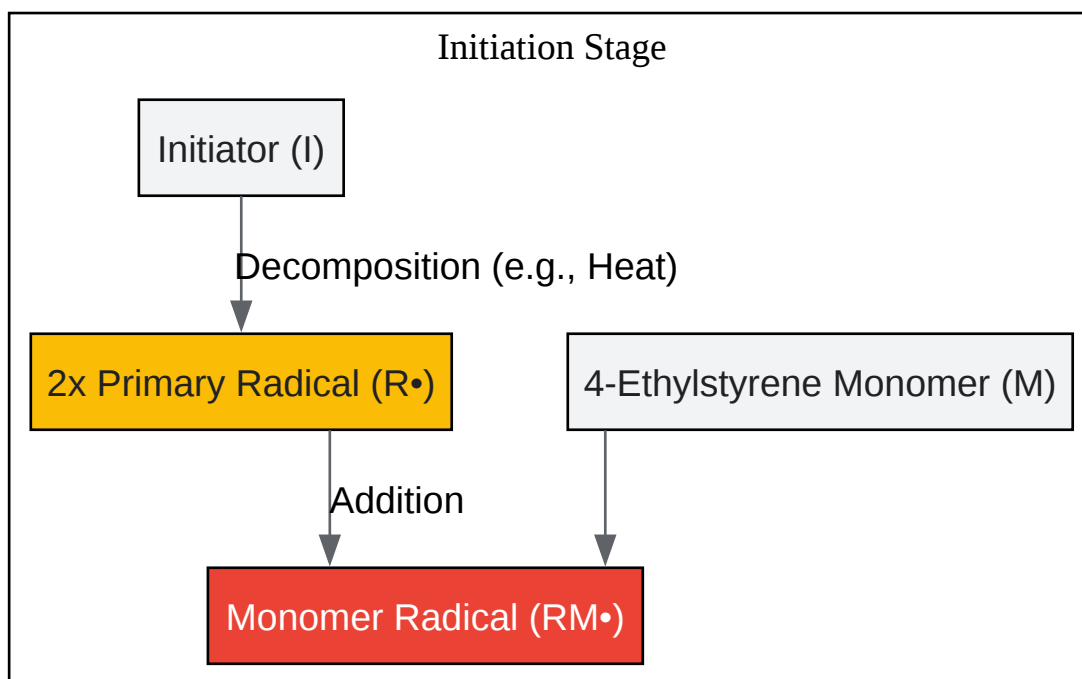 Initiation Stage
Initiator (I)
Decomposition (e.g., Heat)
2x Primary Radical (R•)
4-Ethylstyrene Monomer (M)
Addition
Monomer Radical (RM•)